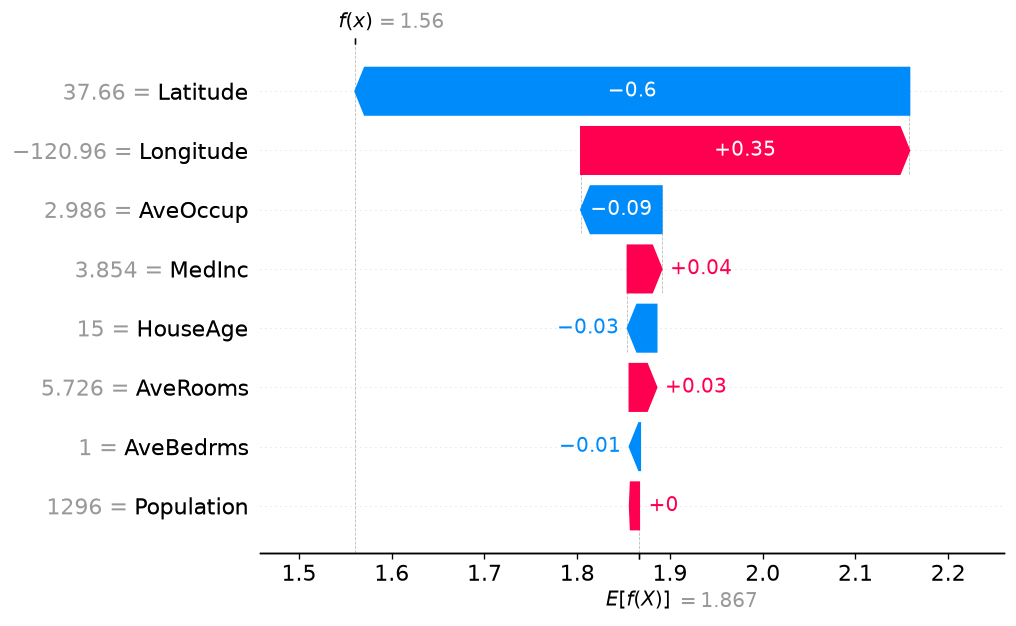 f(x) = 1.56
37.66 = Latitude
−0.6
−120.96 = Longitude
+0.35
2.986 = AveOccup
−0.09
3.854 = MedInc
+0.04
15 = HouseAge
−0.03
5.726 = AveRooms
+0.03
1 = AveBedrms
−0.01
1296 = Population
+0
1.5 1.6 1.7 1.8 1.9 2.0 2.1 2.2
E[f(X)] = 1.867